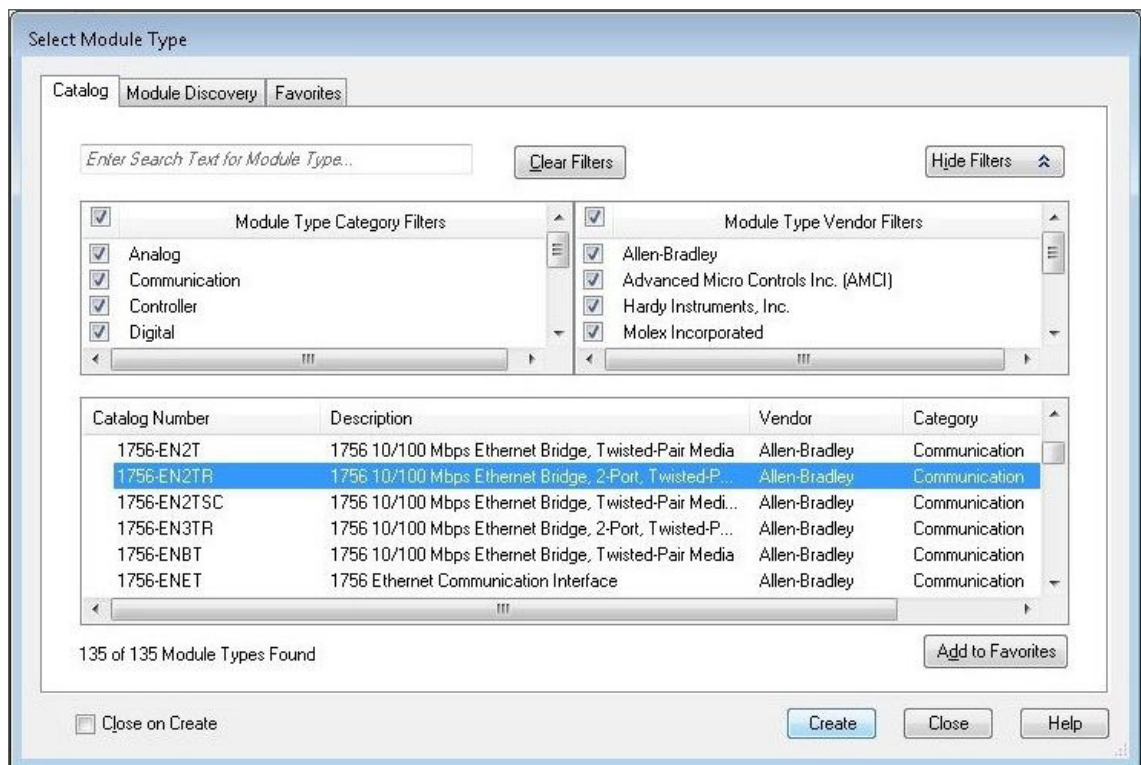 Select Module Type
Catalog Module Discovery Favorites
Enter Search Text for Module Type... Clear Filters Hide Filters
Module Type Category Filters Module Type Vendor Filters
Analog Allen-Bradley
Communication Advanced Micro Controls Inc. (AMCI)
Controller Hardy Instruments, Inc.
Digital Molex Incorporated
Catalog Number Description Vendor Category
1756-EN2T 1756 10/100 Mbps Ethernet Bridge, Twisted-Pair Media Allen-Bradley Communication
1756-EN2TR 1756 10/100 Mbps Ethernet Bridge, 2-Port, Twisted-P... Allen-Bradley Communication
1756-EN2TSC 1756 10/100 Mbps Ethernet Bridge, Twisted-Pair Medi... Allen-Bradley Communication
1756-EN3TR 1756 10/100 Mbps Ethernet Bridge, 2-Port, Twisted-P... Allen-Bradley Communication
1756-ENBT 1756 10/100 Mbps Ethernet Bridge, Twisted-Pair Media Allen-Bradley Communication
1756-ENET 1756 Ethernet Communication Interface Allen-Bradley Communication
135 of 135 Module Types Found Add to Favorites
Close on Create Create Close Help